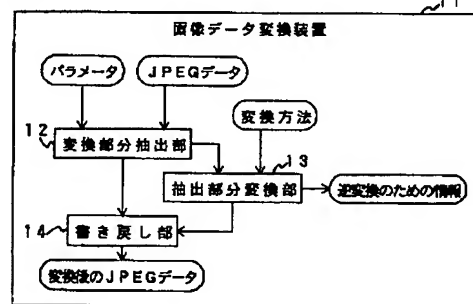 11
画像データ変換装置
パラメータ
JPEGデータ
変換方法
12
変換部分抽出部
13
抽出部分変換部
逆変換のための情報
14
書き戻し部
変換後のJPEGデータ